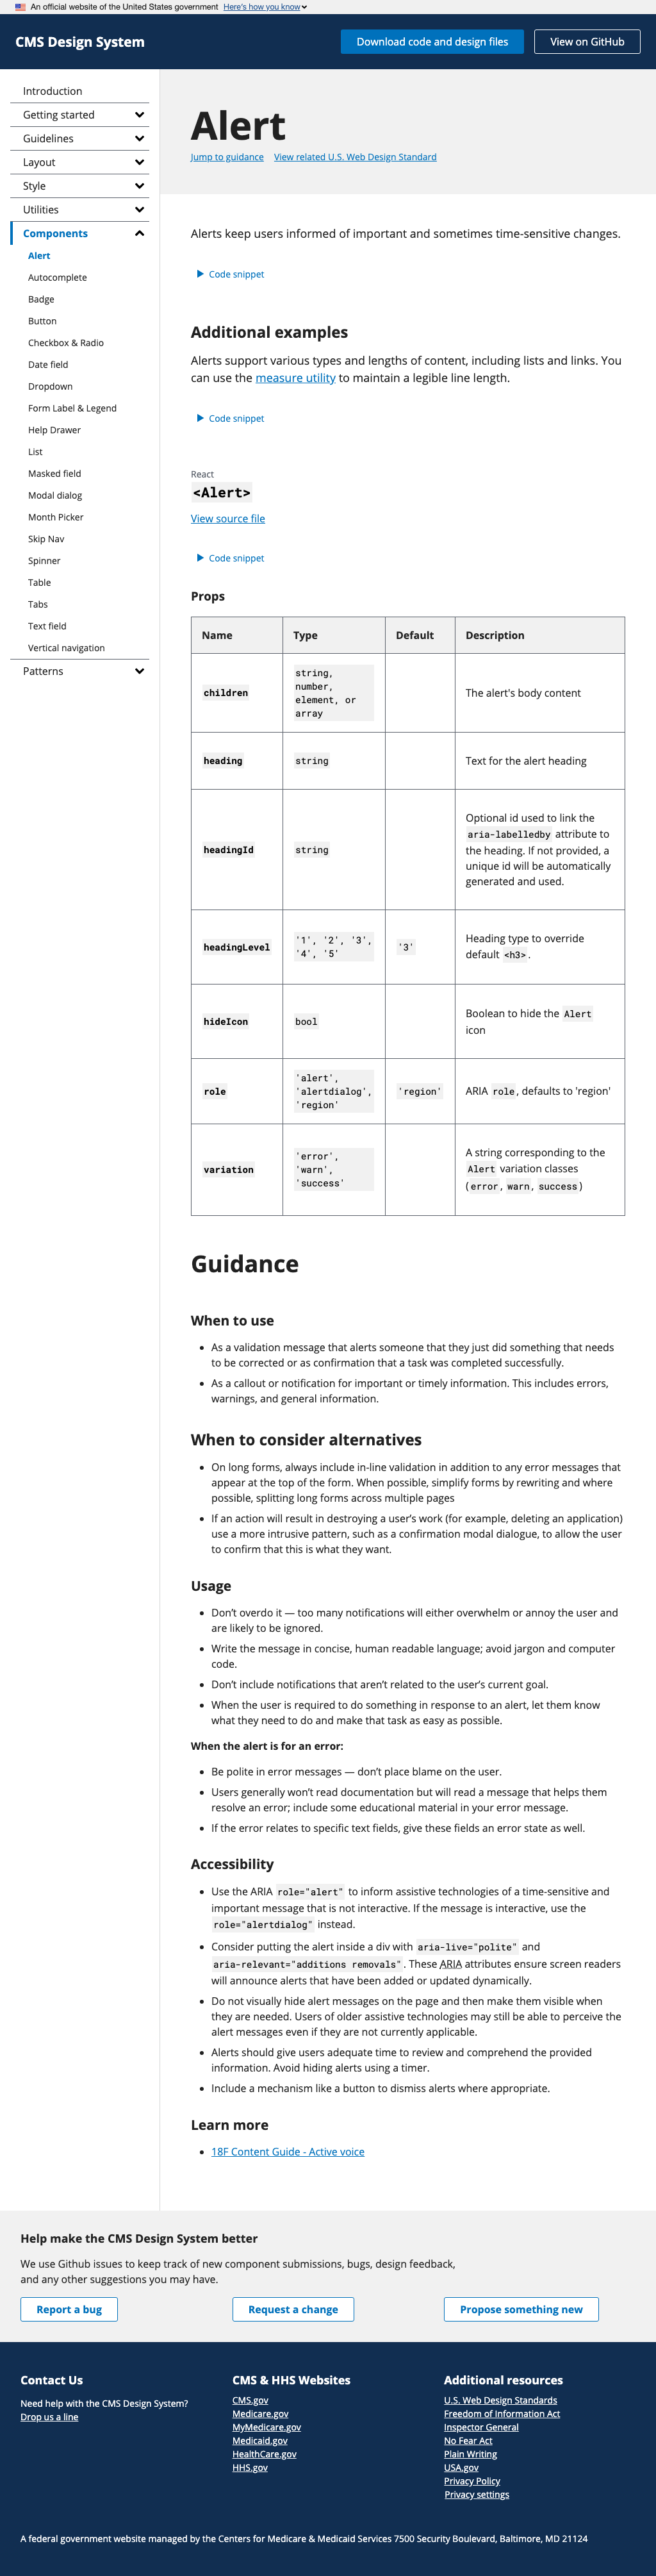 An official website of the United States government Here's how you know
CMS Design System
Download code and design files
View on GitHub
Introduction
Getting started
Guidelines
Layout
Style
Utilities
Components
Alert
Autocomplete
Badge
Button
Checkbox & Radio
Date field
Dropdown
Form Label & Legend
Help Drawer
List
Masked field
Modal dialog
Month Picker
Skip Nav
Spinner
Table
Tabs
Text field
Vertical navigation
Patterns
Alert
Jump to guidance View related U.S. Web Design Standard
Alerts keep users informed of important and sometimes time-sensitive changes.
Code snippet
Additional examples
Alerts support various types and lengths of content, including lists and links. You
can use the measure utility to maintain a legible line length.
Code snippet
React
<Alert>
View source file
Code snippet
Props
Name Type Default Description
children
string,
number,
element, or
array
The alert's body content
heading string Text for the alert heading
headingId string
Optional id used to link the
aria-labelledby attribute to
the heading. If not provided, a
unique id will be automatically
generated and used.
headingLevel
'1', '2', '3',
'4', '5'
'3'
Heading type to override
default <h3>.
hideIcon bool
Boolean to hide the Alert
icon
role
'alert',
'alertdialog',
'region'
'region'
ARIA role, defaults to 'region'
variation
'error',
'warn',
'success'
A string corresponding to the
Alert variation classes
(error, warn, success)
Guidance
When to use
• As a validation message that alerts someone that they just did something that needs
to be corrected or as confirmation that a task was completed successfully.
• As a callout or notification for important or timely information. This includes errors,
warnings, and general information.
When to consider alternatives
• On long forms, always include in-line validation in addition to any error messages that
appear at the top of the form. When possible, simplify forms by rewriting and where
possible, splitting long forms across multiple pages
• If an action will result in destroying a user’s work (for example, deleting an application)
use a more intrusive pattern, such as a confirmation modal dialogue, to allow the user
to confirm that this is what they want.
Usage
• Don’t overdo it — too many notifications will either overwhelm or annoy the user and
are likely to be ignored.
• Write the message in concise, human readable language; avoid jargon and computer
code.
• Don’t include notifications that aren’t related to the user’s current goal.
• When the user is required to do something in response to an alert, let them know
what they need to do and make that task as easy as possible.
When the alert is for an error:
• Be polite in error messages — don’t place blame on the user.
• Users generally won’t read documentation but will read a message that helps them
resolve an error; include some educational material in your error message.
• If the error relates to specific text fields, give these fields an error state as well.
Accessibility
• Use the ARIA role="alert" to inform assistive technologies of a time-sensitive and
important message that is not interactive. If the message is interactive, use the
role="alertdialog" instead.
• Consider putting the alert inside a div with aria-live="polite" and
aria-relevant="additions removals". These ARIA attributes ensure screen readers
will announce alerts that have been added or updated dynamically.
• Do not visually hide alert messages on the page and then make them visible when
they are needed. Users of older assistive technologies may still be able to perceive the
alert messages even if they are not currently applicable.
• Alerts should give users adequate time to review and comprehend the provided
information. Avoid hiding alerts using a timer.
• Include a mechanism like a button to dismiss alerts where appropriate.
Learn more
• 18F Content Guide - Active voice
Help make the CMS Design System better
We use Github issues to keep track of new component submissions, bugs, design feedback,
and any other suggestions you may have.
Report a bug
Request a change
Propose something new
Contact Us
Need help with the CMS Design System?
Drop us a line
CMS & HHS Websites
CMS.gov
Medicare.gov
MyMedicare.gov
Medicaid.gov
HealthCare.gov
HHS.gov
Additional resources
U.S. Web Design Standards
Freedom of Information Act
Inspector General
No Fear Act
Plain Writing
USA.gov
Privacy Policy
Privacy settings
A federal government website managed by the Centers for Medicare & Medicaid Services 7500 Security Boulevard, Baltimore, MD 21124